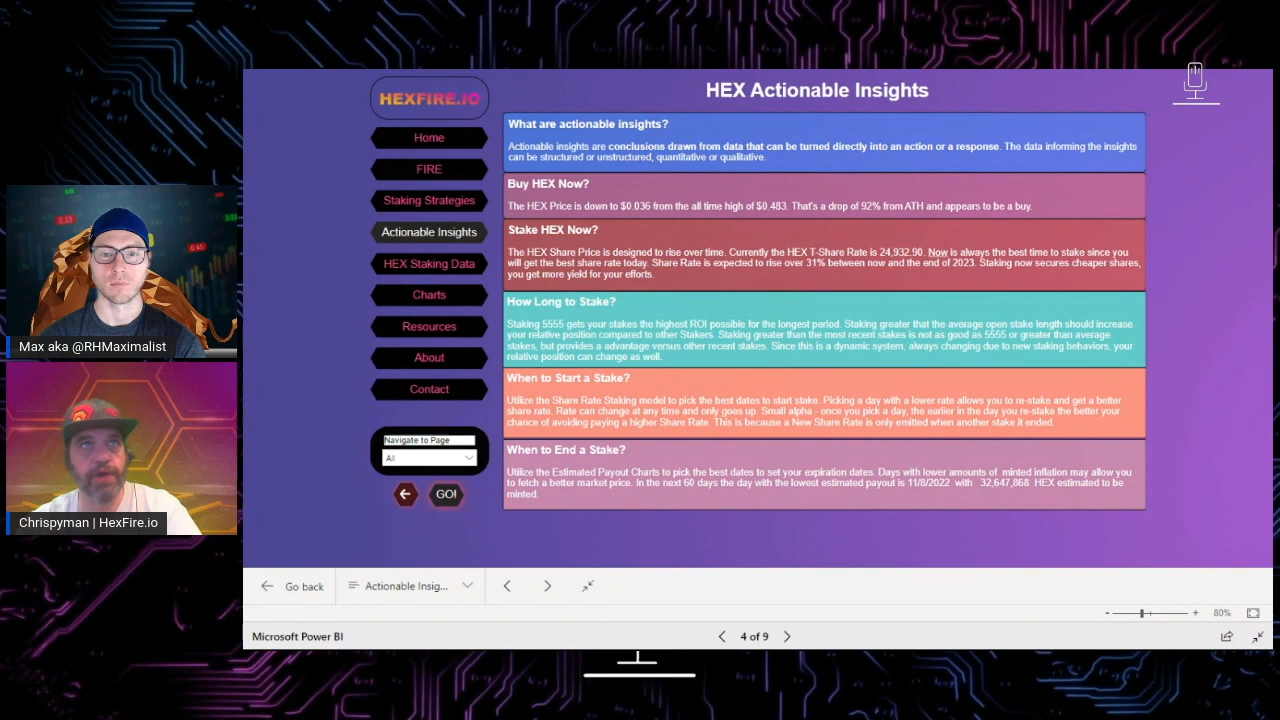 HEX Actionable Insights
HEXFIRE.IO
Home
FIRE
Staking Strategies
Actionable Insights
HEX Staking Data
Charts
Resources
About
Contact
Navigate to Page
All
GO!
What are actionable insights?
Actionable insights are conclusions drawn from data that can be turned directly into an action or a response. The data informing the insights
can be structured or unstructured, quantitative or qualitative.
Buy HEX Now?
The HEX Price is down to $0.036 from the all time high of $0.483. That's a drop of 92% from ATH and appears to be a buy.
Stake HEX Now?
The HEX Share Price is designed to rise over time. Currently the HEX T-Share Rate is 24,932.90. Now is always the best time to stake since you
will get the best share rate today. Share Rate is expected to rise over 31% between now and the end of 2023. Staking now secures cheaper shares,
you get more yield for your efforts.
How Long to Stake?
Staking 5555 gets your stakes the highest ROI possible for the longest period. Staking greater that the average open stake length should increase
your relative position compared to other Stakers. Staking greater than the most recent stakes is not as good as 5555 or greater than average
stakes, but provides a advantage versus other recent stakes. Since this is a dynamic system, always changing due to new staking behaviors, your
relative position can change as well.
When to Start a Stake?
Utilize the Share Rate Staking model to pick the best dates to start stake. Picking a day with a lower rate allows you to re-stake and get a better
share rate. Rate can change at any time and only goes up. Small alpha - once you pick a day, the earlier in the day you re-stake the better your
chance of avoiding paying a higher Share Rate. This is because a New Share Rate is only emitted when another stake it ended.
When to End a Stake?
Utilize the Estimated Payout Charts to pick the best dates to set your expiration dates. Days with lower amounts of minted inflation may allow you
to fetch a better market price. In the next 60 days the day with the lowest estimated payout is 11/8/2022 with 32,647,868 HEX estimated to be
minted.
Max aka @RHMaximalist
Chrispyman | HexFire.io
Go back
Actionable Insig...
- + 80%
Microsoft Power BI
4 of 9